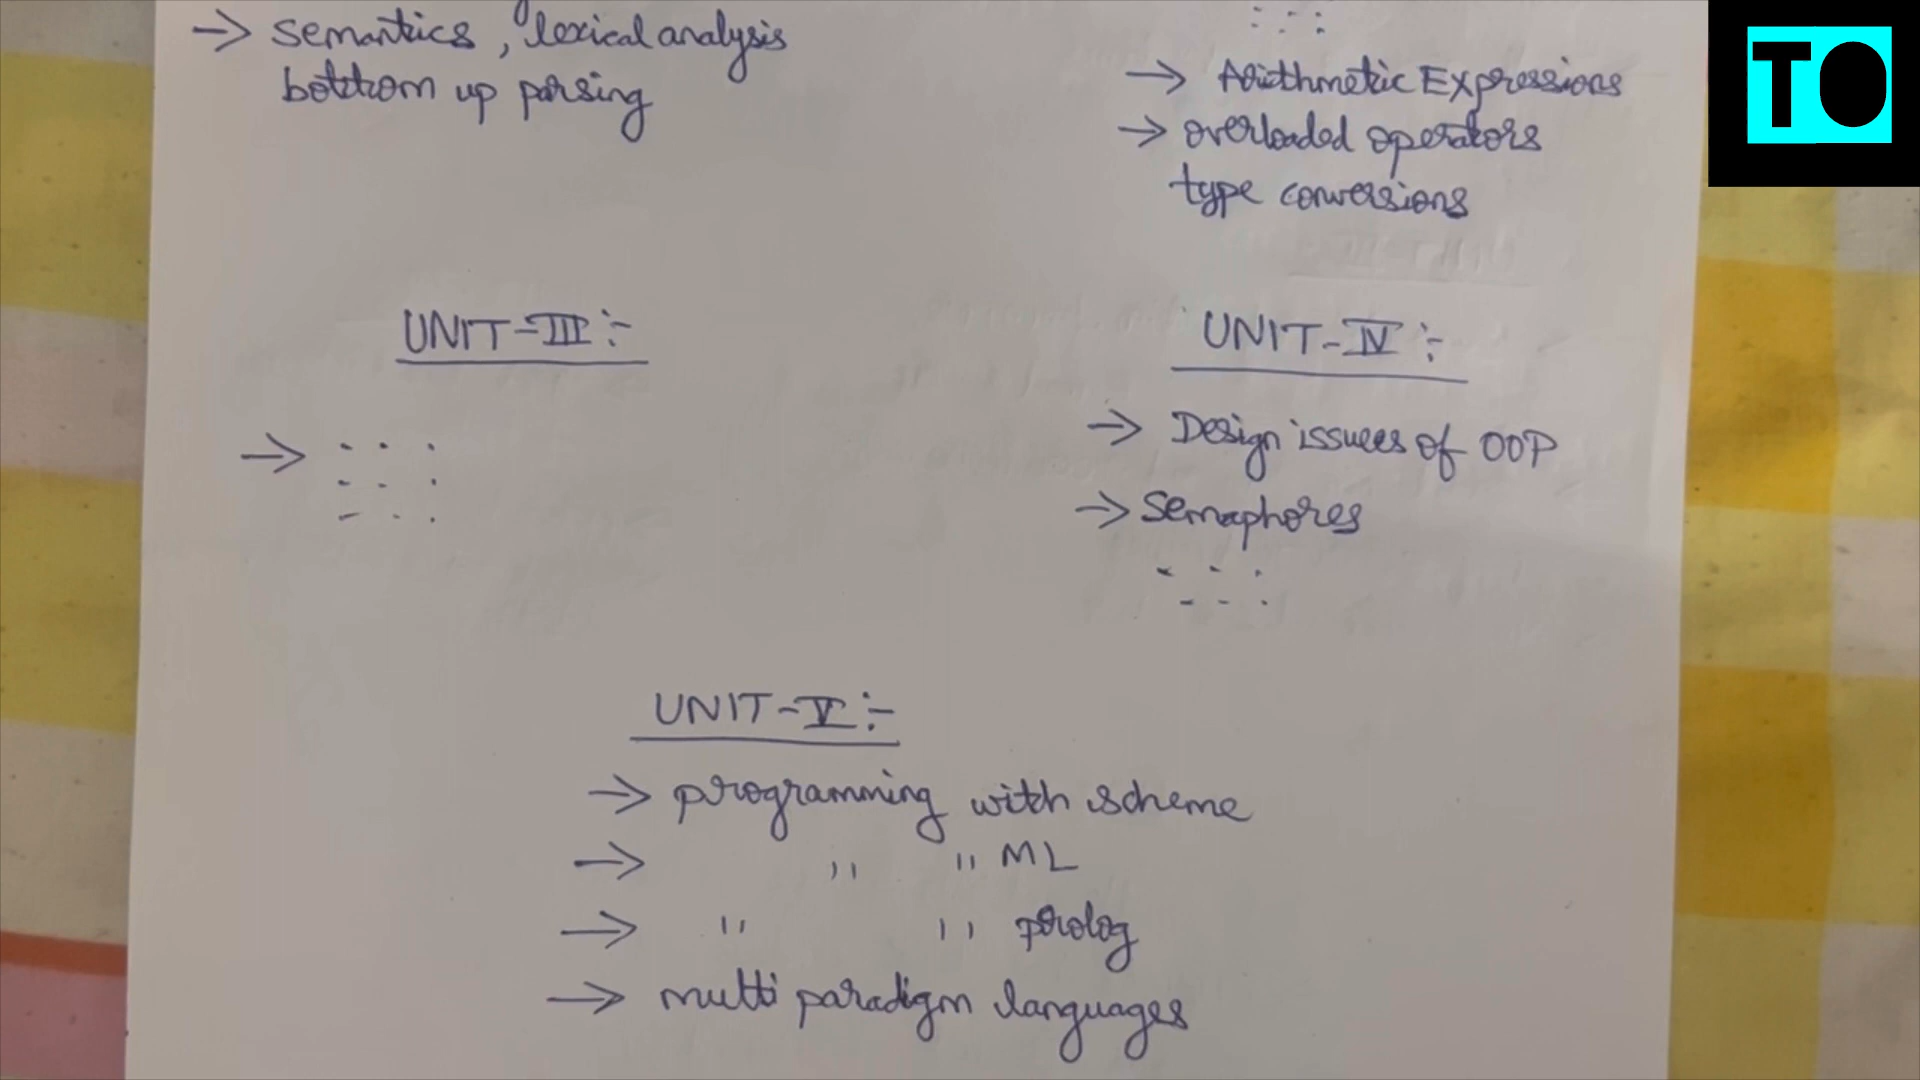 → semantics, lexical analysis
bottom up parsing
→ Arithmetic Expressions
→ overloaded operators
type conversions
UNIT-III :-
→
UNIT-IV :-
→ Design issues of OOP
→ Semaphores
UNIT-V :-
→ programming with scheme
→ " " ML
→ " " prolog
→ multi paradigm languages
TO